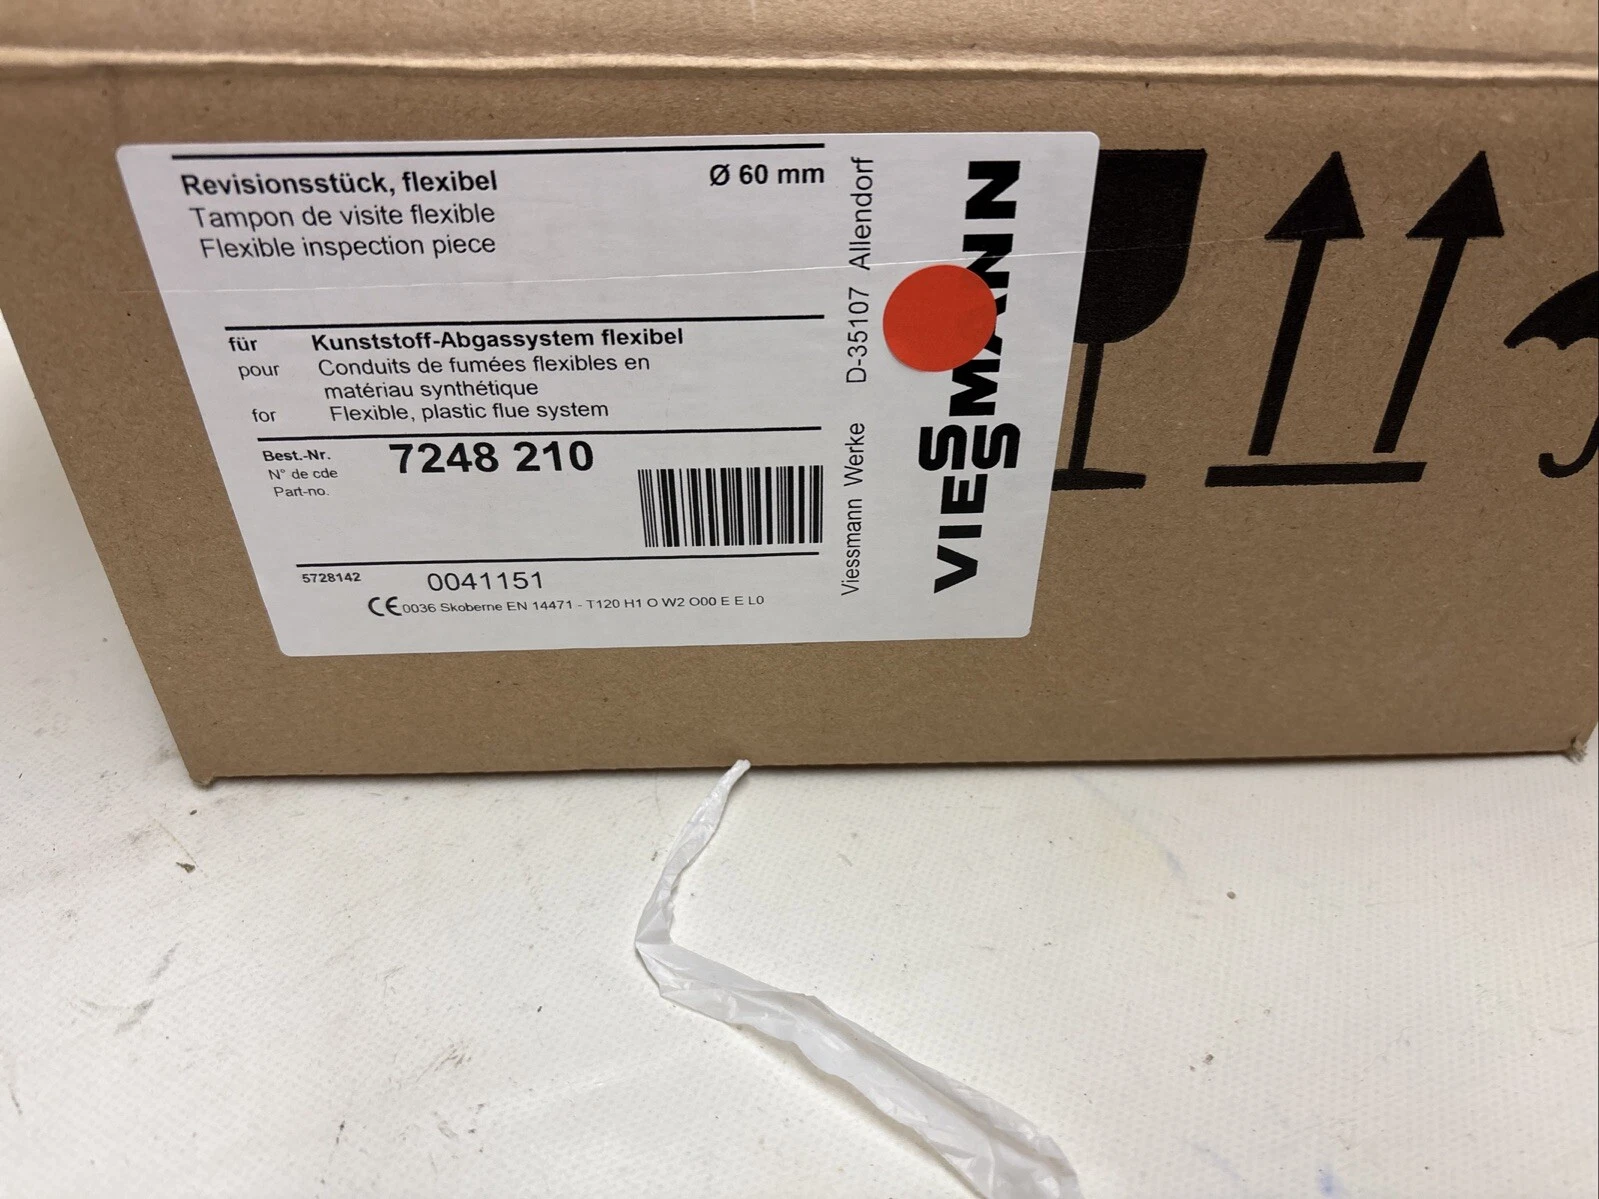 Revisionsstück, flexibel Ø 60 mm
Tampon de visite flexible
Flexible inspection piece
für Kunststoff-Abgassystem flexibel
pour Conduits de fumées flexibles en
matériau synthétique
for Flexible, plastic flue system
Best.-Nr. 7248 210
N° de cde
Part-no.
5728142 0041151
CE 0036 Skoberne EN 14471 - T120 H1 O W2 O00 E E L0
Viessmann Werke D-35107 Allendorf
VIESSMANN